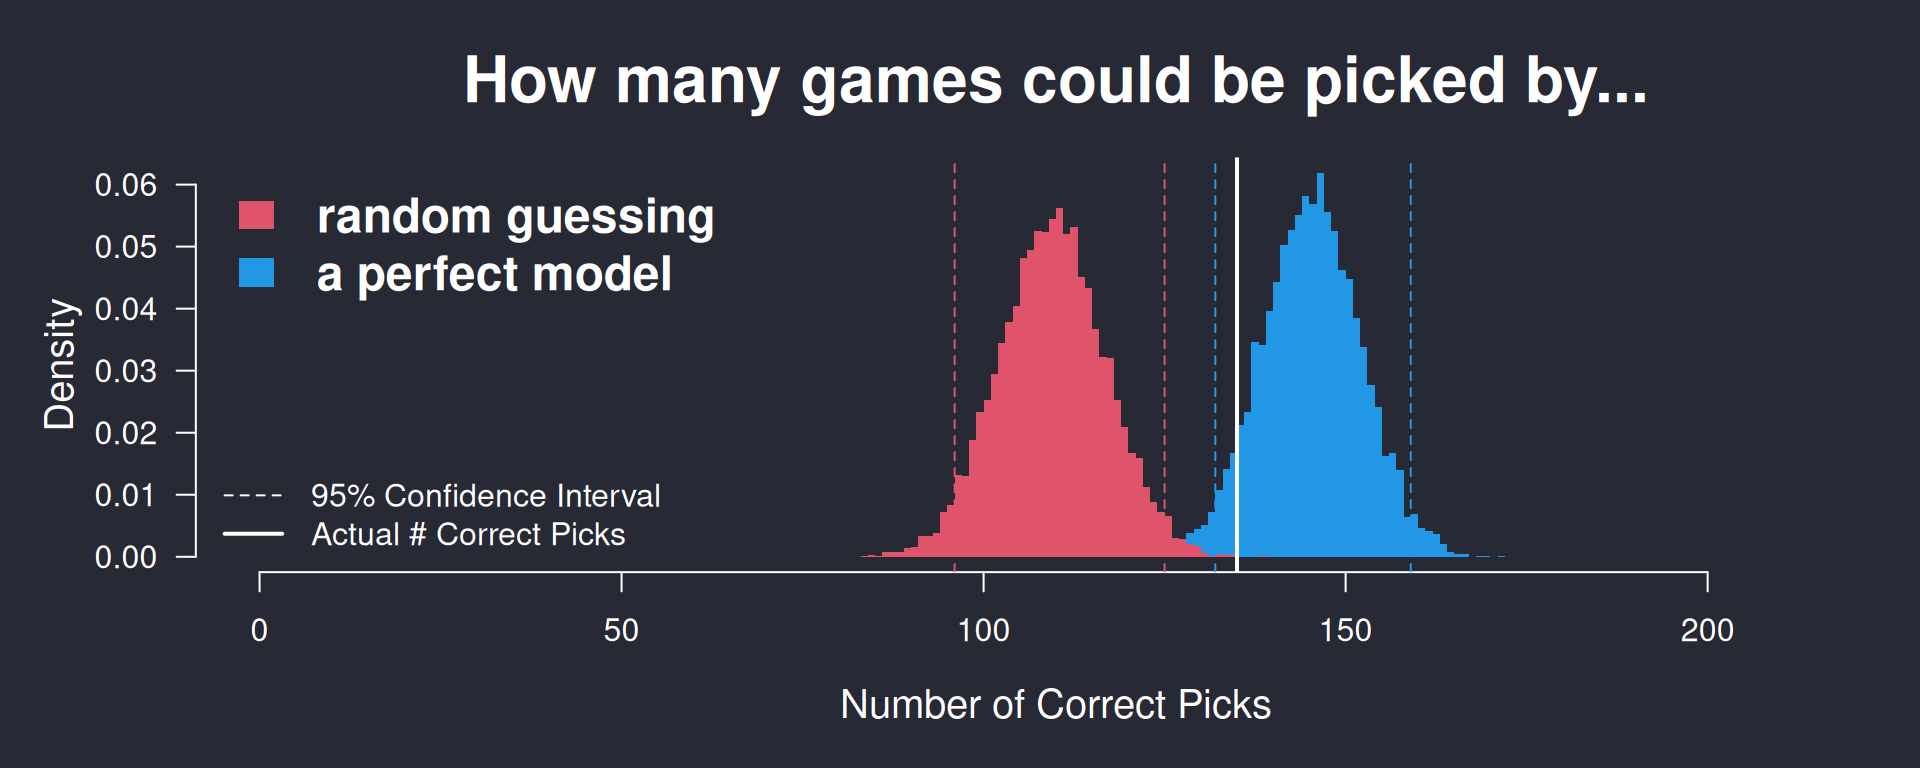 How many games could be picked by...
random guessing
a perfect model
Density
0.06
0.05
0.04
0.03
0.02
0.01
0.00
95% Confidence Interval
Actual # Correct Picks
0 50 100 150 200
Number of Correct Picks